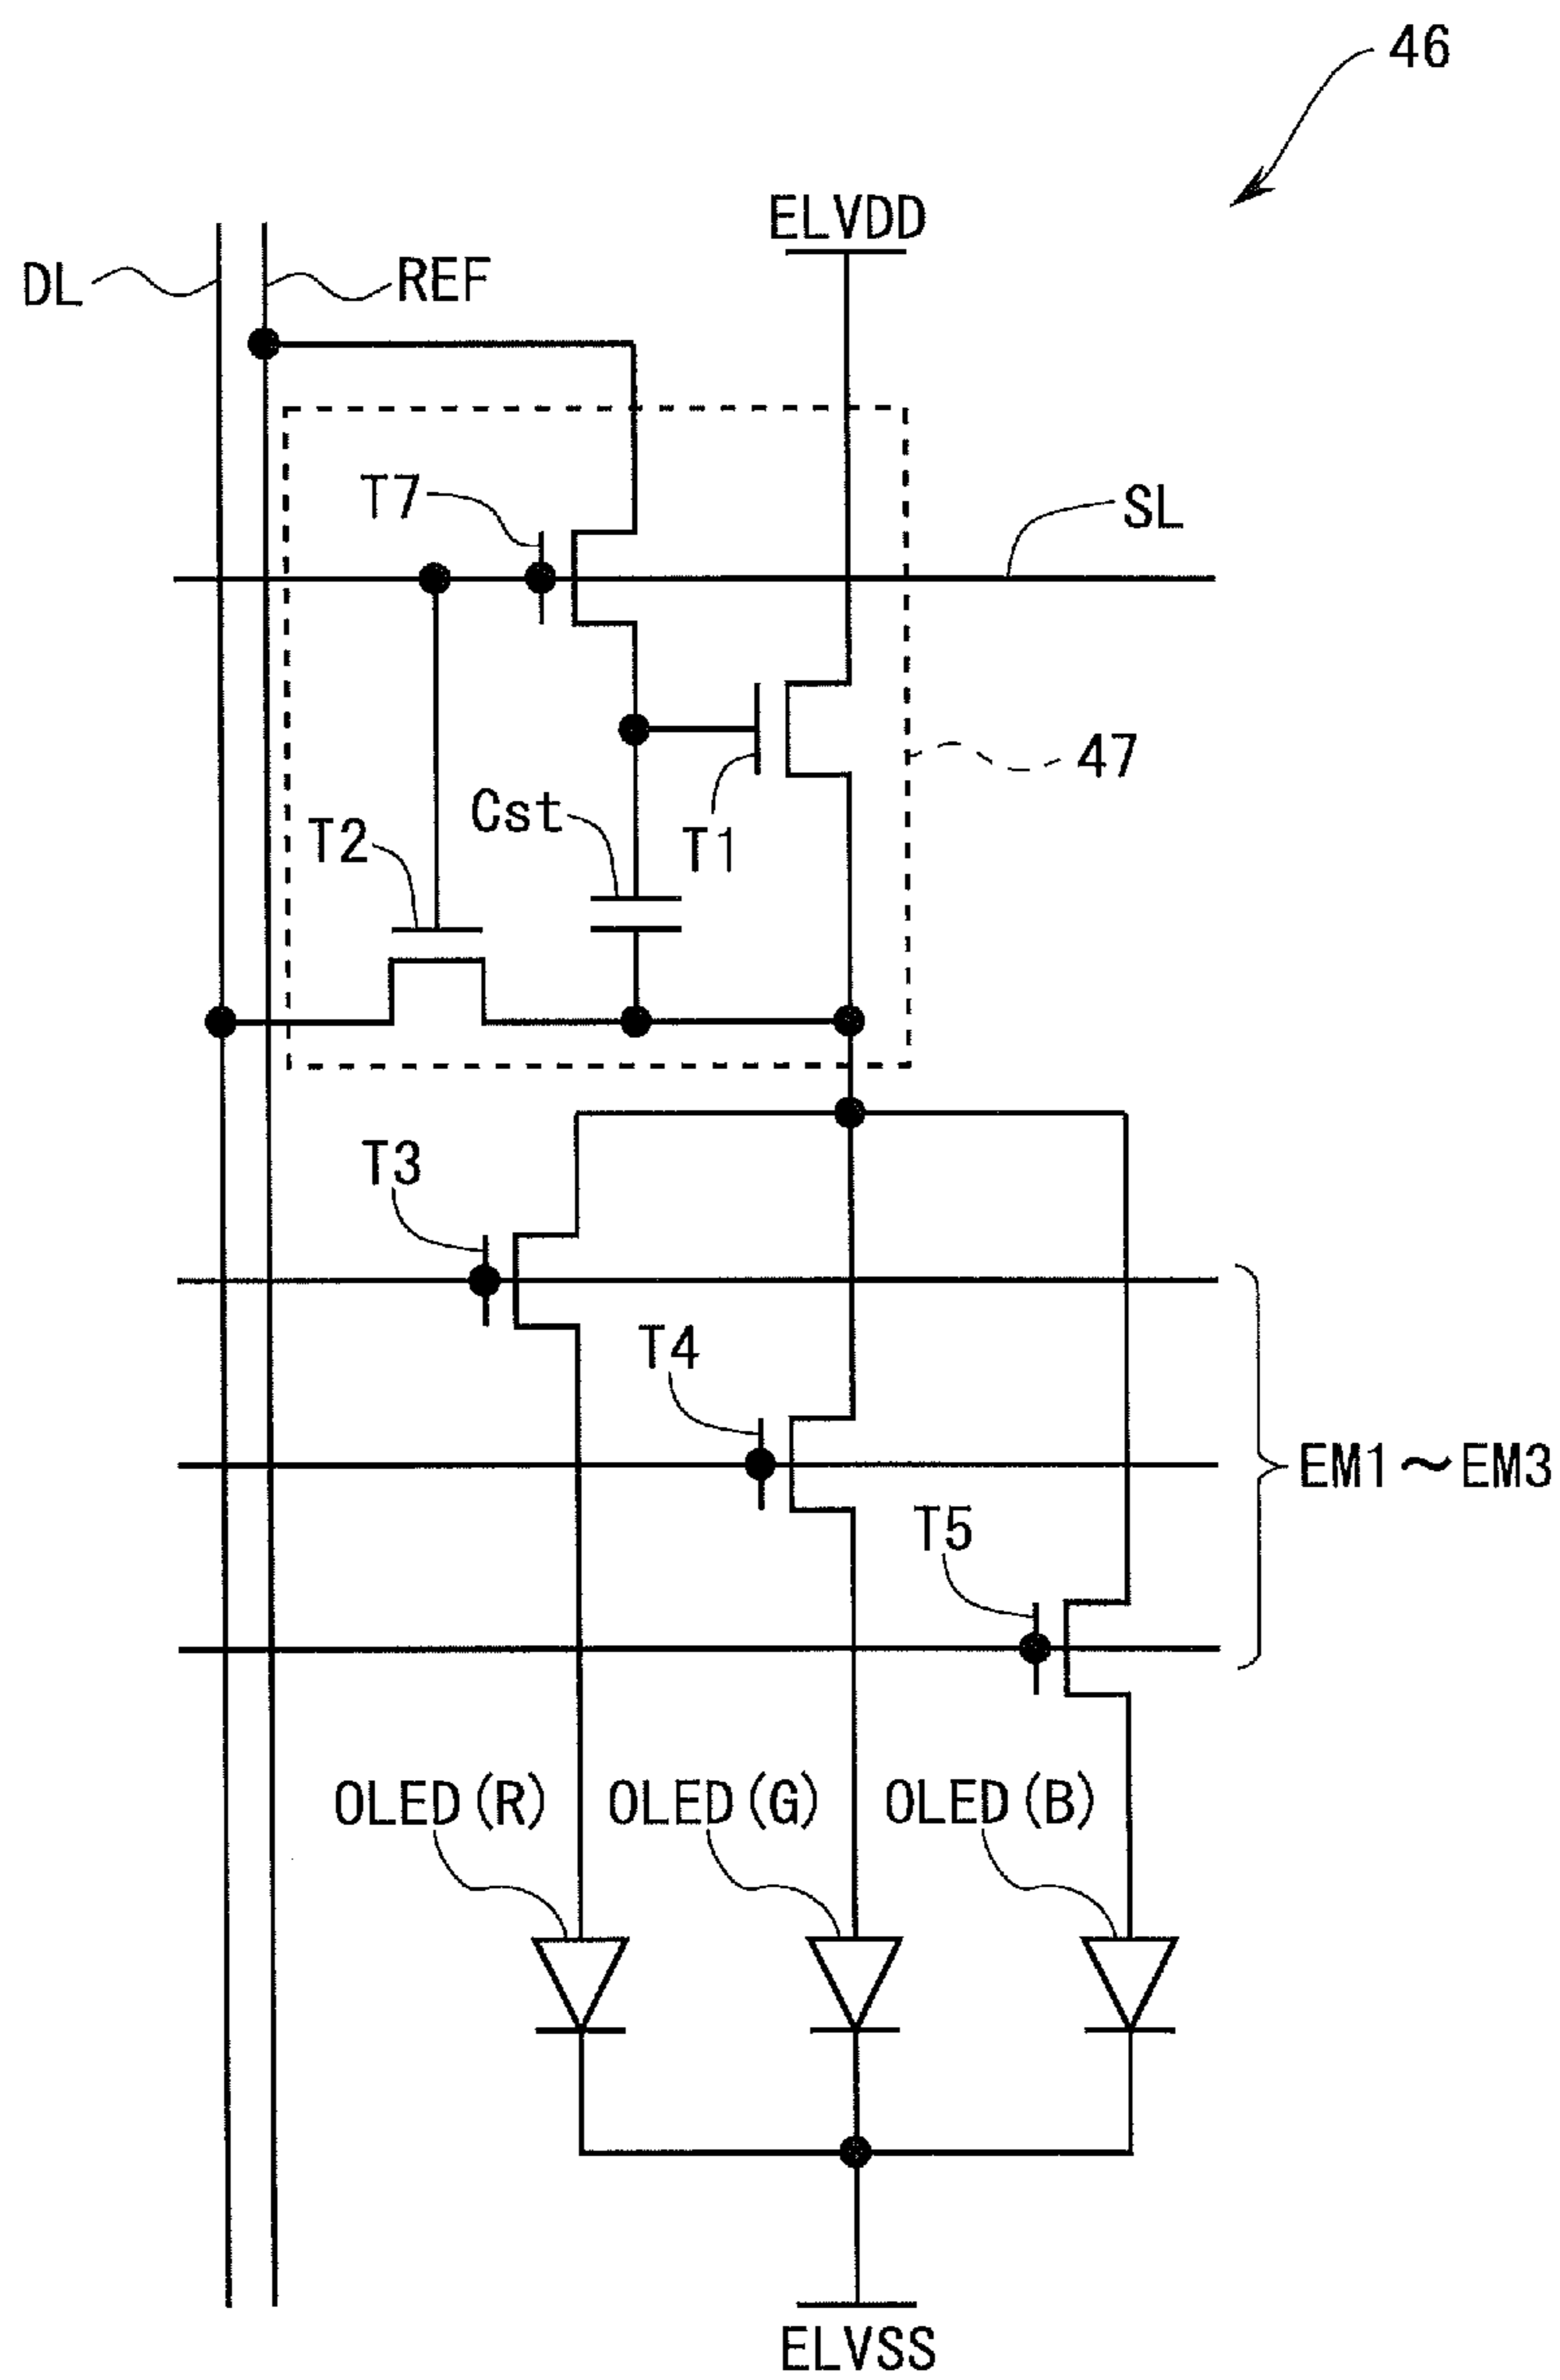 46
ELVDD
DL
REF
T7
SL
47
Cst
T1
T2
T3
T4
EM1～EM3
T5
OLED(R)
OLED(G)
OLED(B)
ELVSS